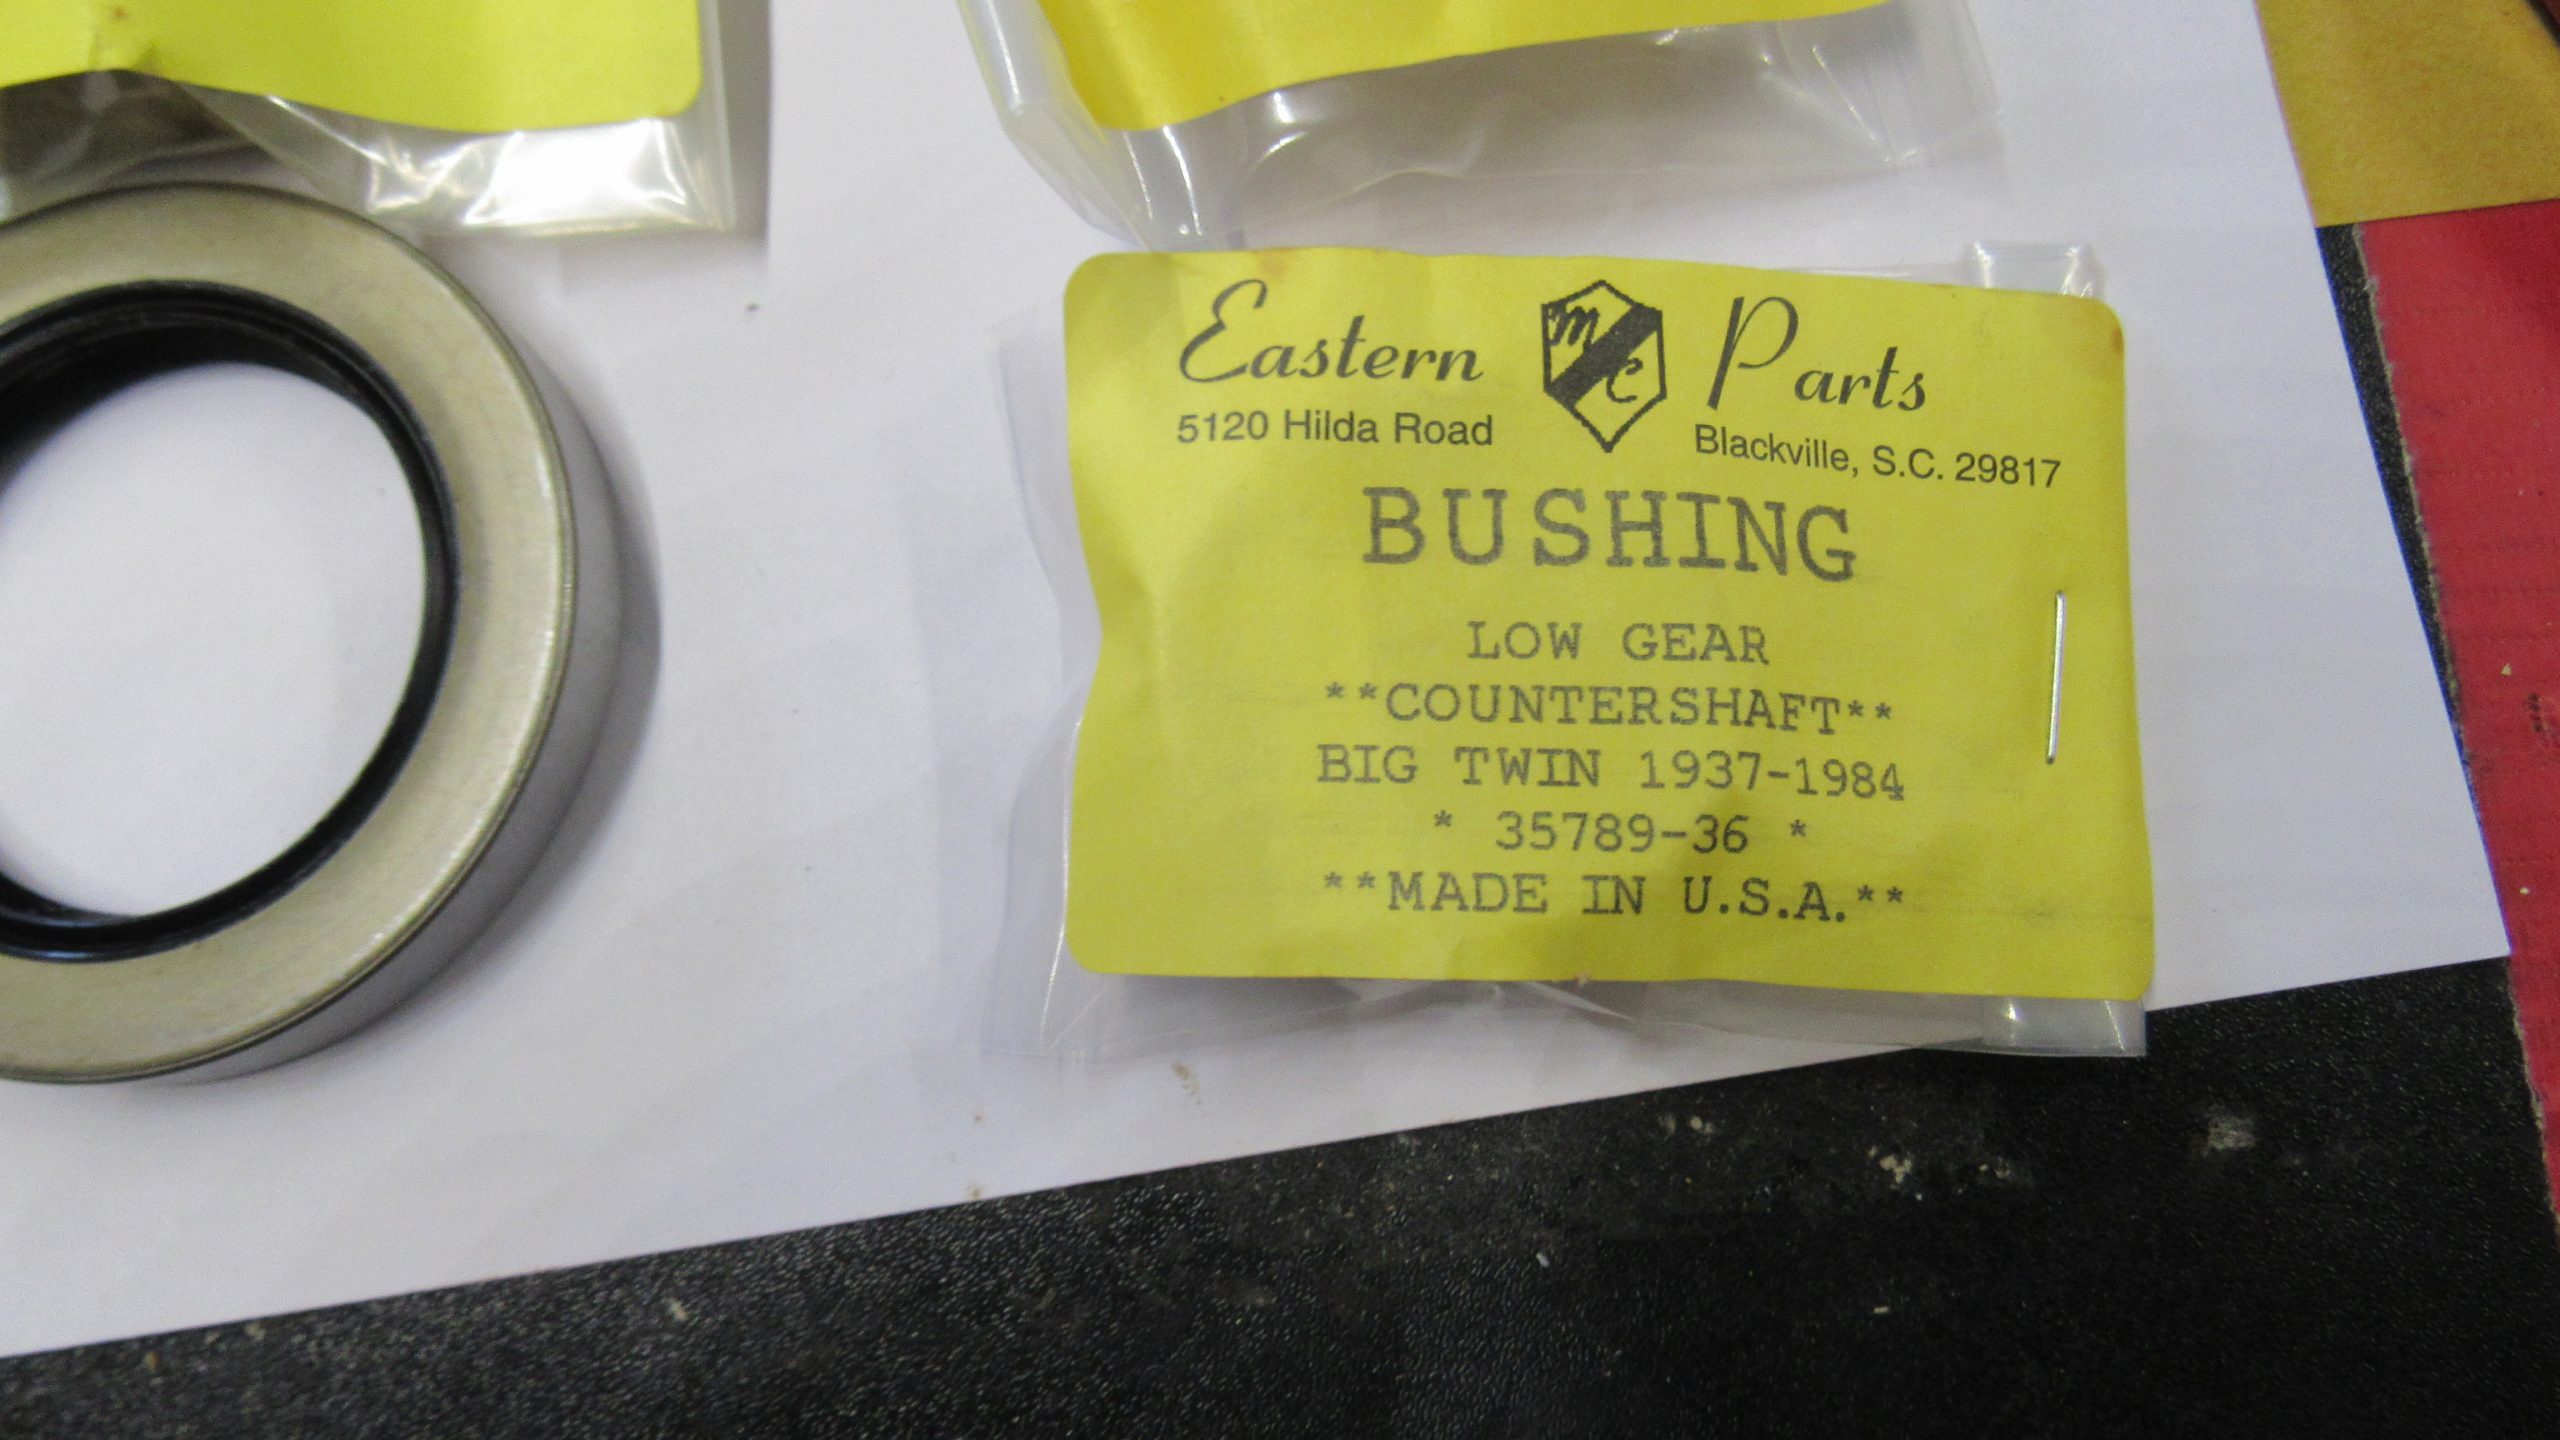 Eastern MC Parts
5120 Hilda Road Blackville, S.C. 29817
BUSHING
LOW GEAR
**COUNTERSHAFT**
BIG TWIN 1937-1984
* 35789-36 *
**MADE IN U.S.A.**